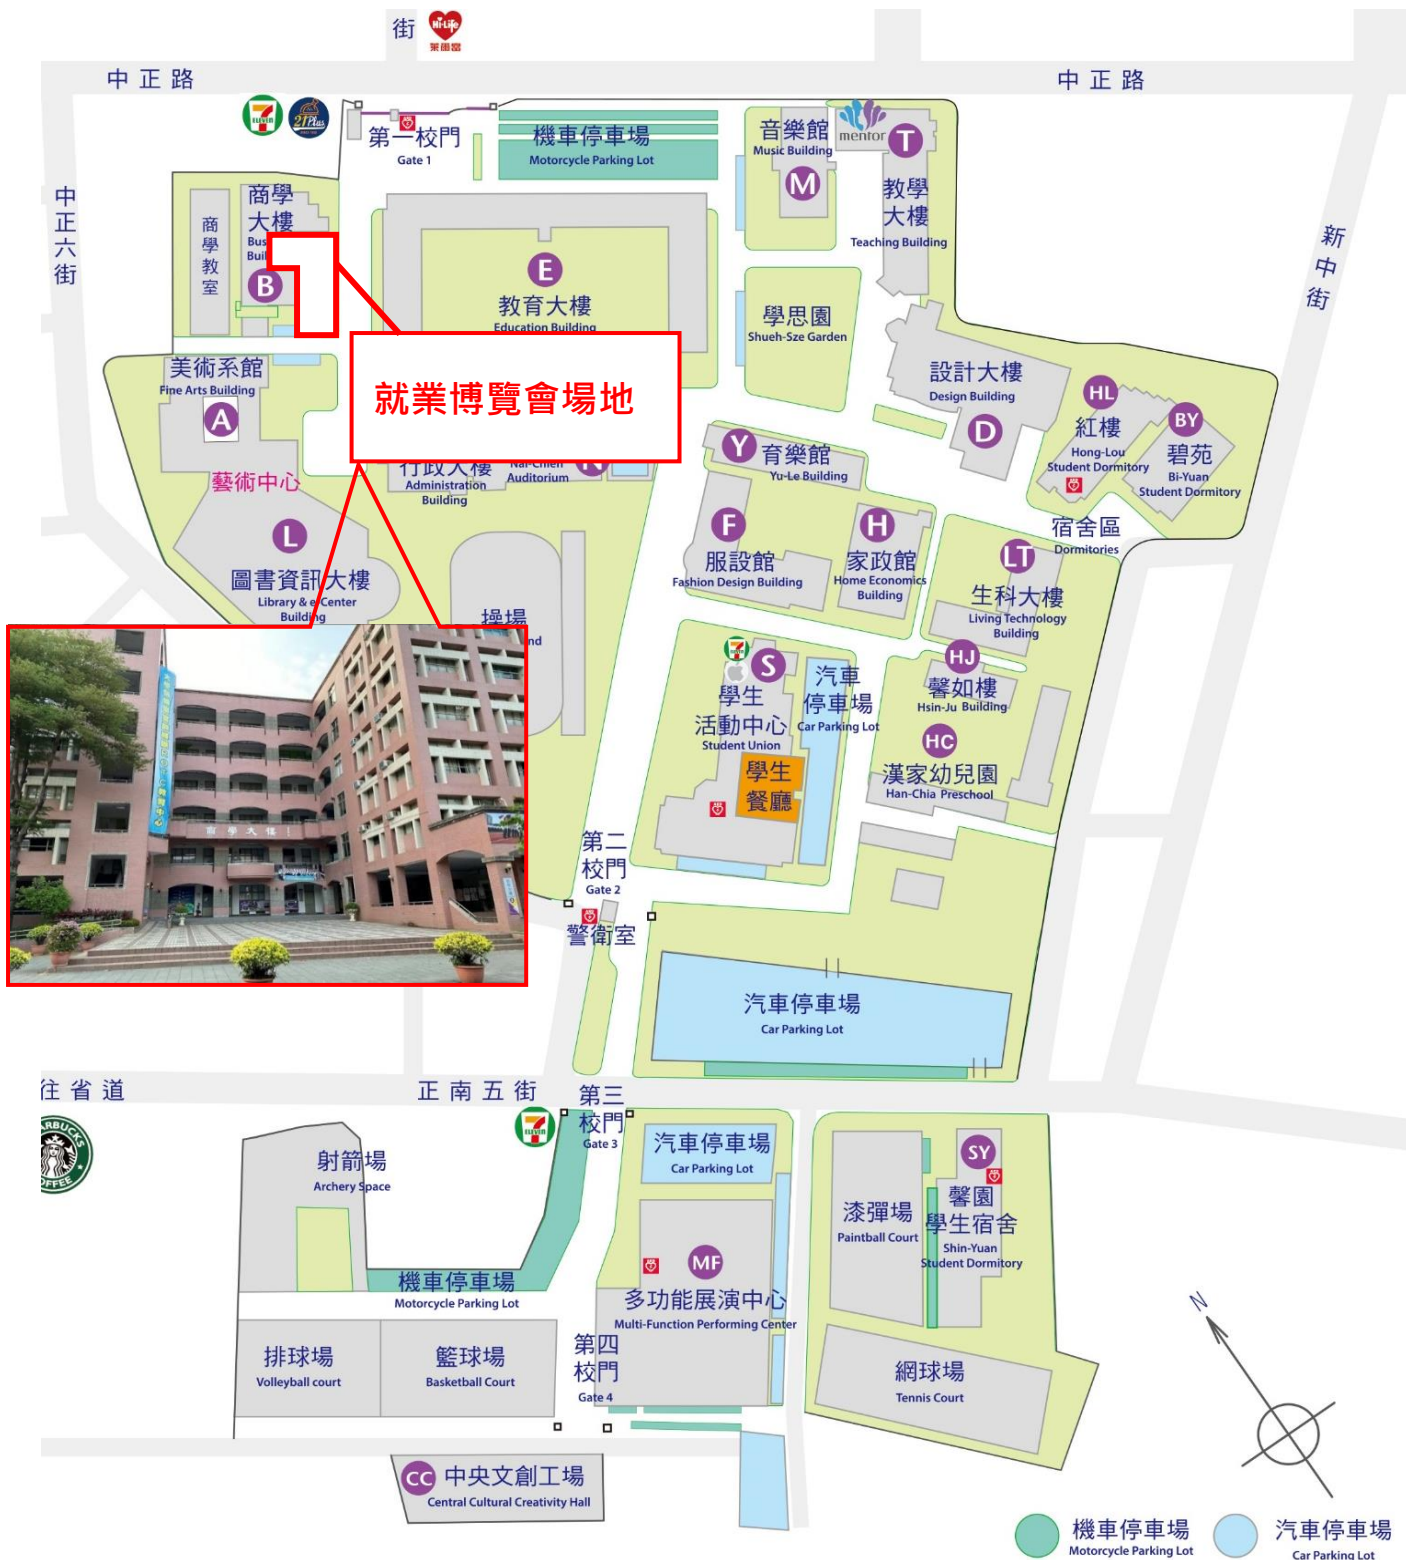 街
Hi-Life
萊爾富
中正路
中正路
7
ELEVEN
21Plus
第一校門
Gate 1
機車停車場
Motorcycle Parking Lot
音樂館
Music Building
M
mentor
T
教學
大樓
Teaching Building
中正六街
新中街
商學
大樓
B
商學教室
E
教育大樓
Education Building
學思園
Shueh-Sze Garden
就業博覽會場地
美術系館
Fine Arts Building
A
藝術中心
設計大樓
Design Building
D
HL
紅樓
Hong-Lou
Student Dormitory
BY
碧苑
Bi-Yuan
Student Dormitory
行政大樓
Administration
Building
Auditorium
Y
育樂館
Yu-Le Building
F
服設館
Fashion Design Building
H
家政館
Home Economics
Building
宿舍區
Dormitories
LT
生科大樓
Living Technology
Building
L
圖書資訊大樓
Library & e-Center
Building
操場
商學大樓
7
ELEVEN
S
學生
活動中心
Student Union
汽車
停車場
Car Parking Lot
學生
餐廳
HJ
馨如樓
Hsin-Ju Building
HC
漢家幼兒園
Han-Chia Preschool
第二
校門
Gate 2
警衛室
汽車停車場
Car Parking Lot
往省道
正南五街
第三
校門
Gate 3
7
ELEVEN
射箭場
Archery Space
汽車停車場
Car Parking Lot
SY
馨園
學生宿舍
Shin-Yuan
Student Dormitory
漆彈場
Paintball Court
機車停車場
Motorcycle Parking Lot
MF
多功能展演中心
Multi-Function Performing Center
排球場
Volleyball court
籃球場
Basketball Court
第四
校門
Gate 4
網球場
Tennis Court
N
CC
中央文創工場
Central Cultural Creativity Hall
機車停車場
Motorcycle Parking Lot
汽車停車場
Car Parking Lot